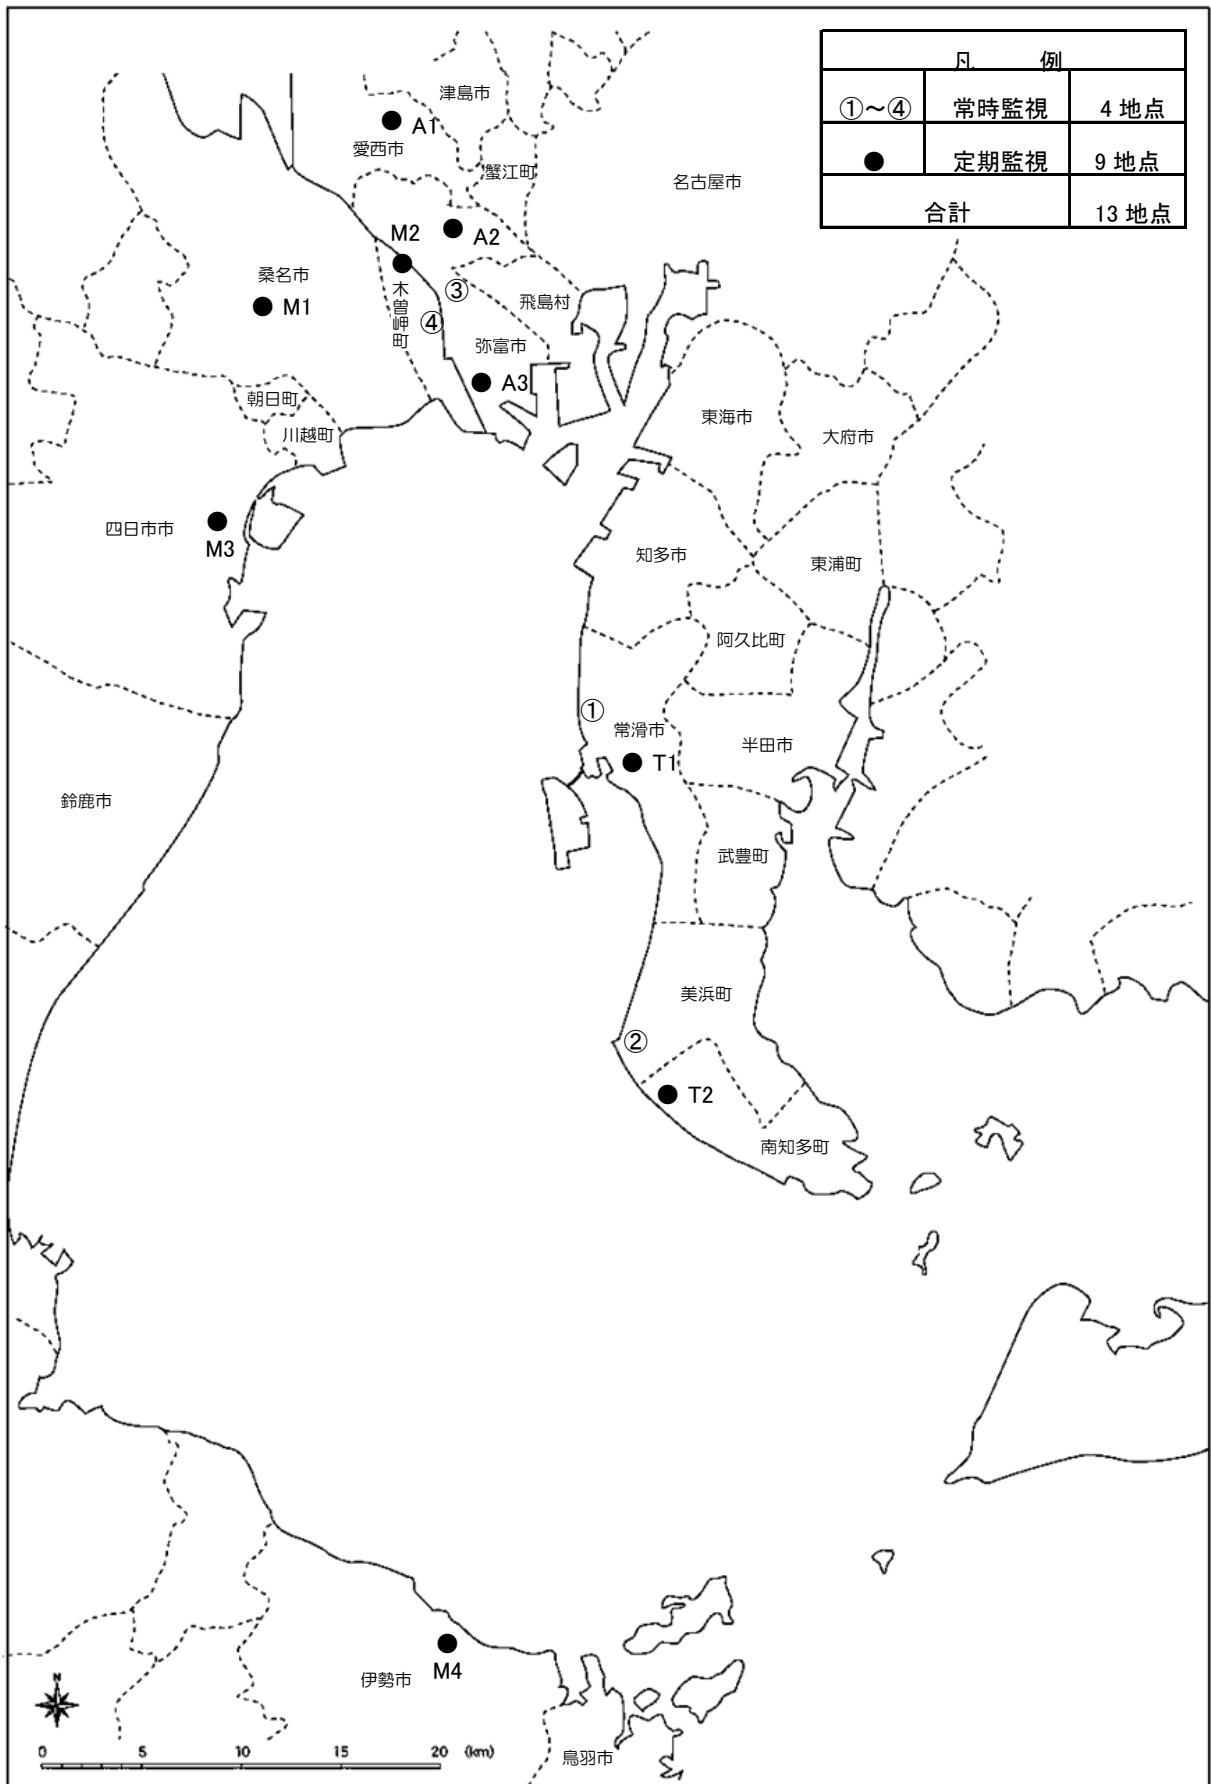 凡 例
①～④ 常時監視 4 地点
● 定期監視 9 地点
合計 13 地点
津島市
A1
愛西市
蟹江町
名古屋市
M2
A2
桑名市
M1
木曽岬町
③
飛島村
④
弥富市
A3
朝日町
川越町
東海市
大府市
四日市市
M3
知多市
東浦町
阿久比町
①
常滑市
T1
半田市
鈴鹿市
武豊町
美浜町
②
T2
南知多町
伊勢市
M4
鳥羽市
N
0 5 10 15 20 (km)